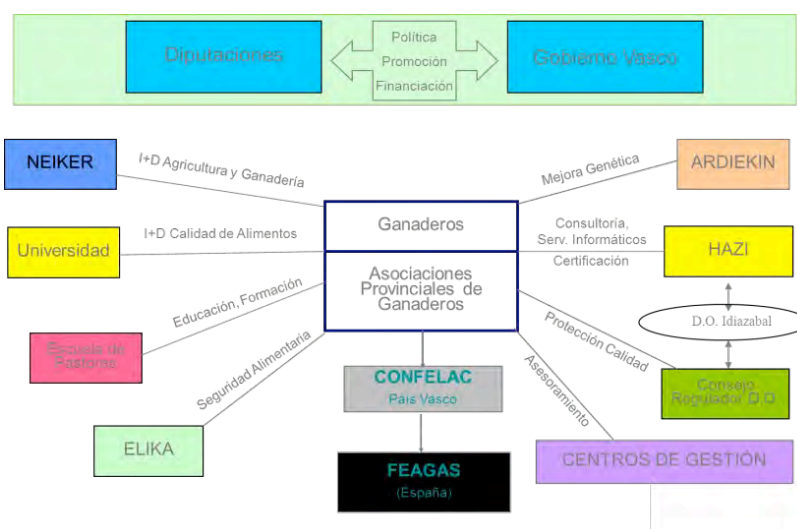 Diputaciones
Política
Promoción
Financiación
Gobierno Vasco
NEIKER
I+D Agricultura y Ganadería
Mejora Genética
ARDIEKIN
Ganaderos
Universidad
I+D Calidad de Alimentos
Consultoría,
Serv. Informáticos
Certificación
HAZI
Asociaciones
Provinciales de
Ganaderos
Educación, Formación
Protección Calidad
D.O. Idiazabal
Escuela de
Pastores
Seguridad Alimentaria
Asesoramiento
CONFELAC
País Vasco
Consejo
Regulador D.O.
ELIKA
CENTROS DE GESTIÓN
FEAGAS
(España)